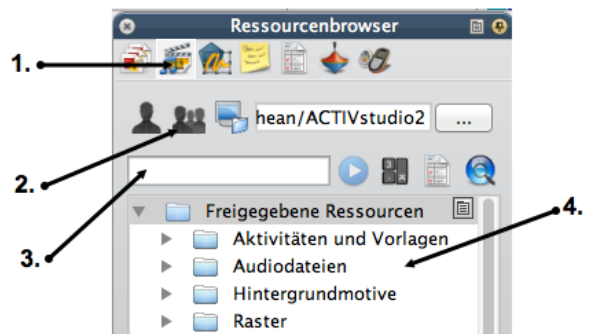 Ressourcenbrowser
1.
hean/ACTIVstudio2 ...
2.
3.
4.
Freigegebene Ressourcen
Aktivitäten und Vorlagen
Audiodateien
Hintergrundmotive
Raster